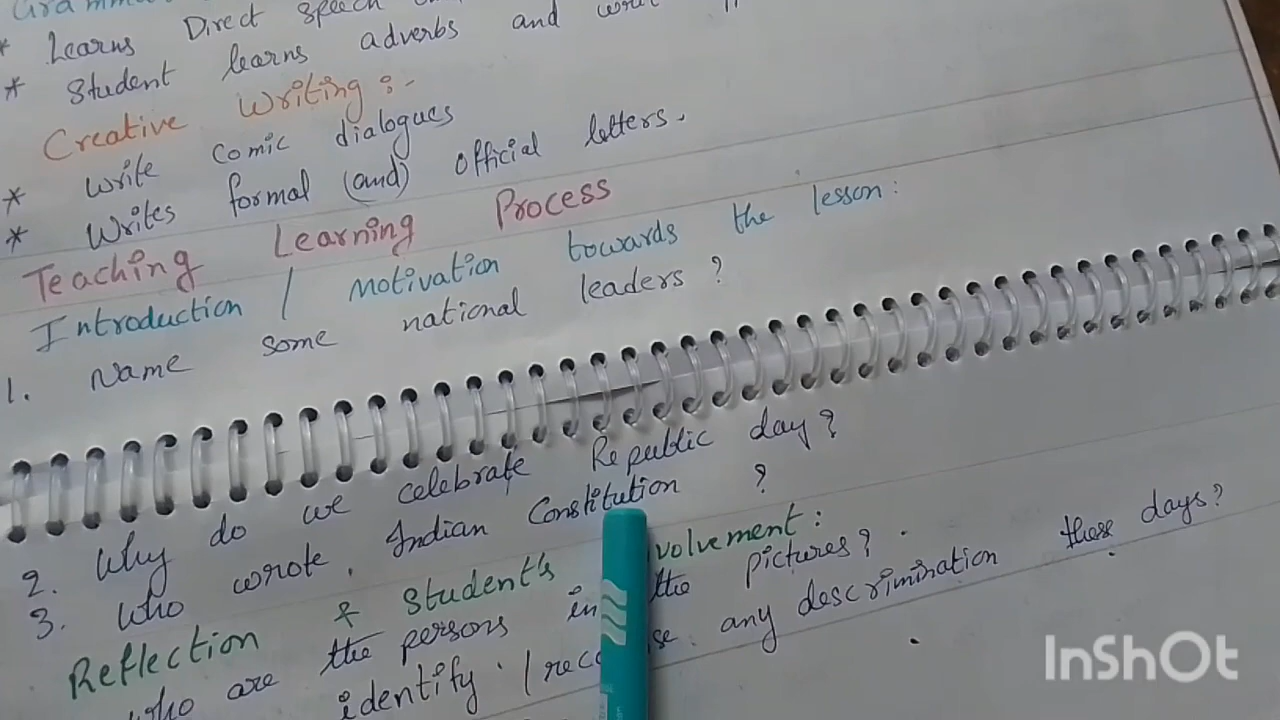 * Learns Direct speech
* Student learns adverbs and
Creative Writing :-
* Write comic dialogues
* Writes formal (and) official letters.
Teaching Learning Process
Introduction / Motivation towards the lesson:
1. Name some national leaders ?
2. Why do we celebrate Republic day?
3. Who wrote Indian Constitution ?
Reflection & Student's volvement:
who are the persons in the pictures?
identify / any descrimination these days?
InShOt